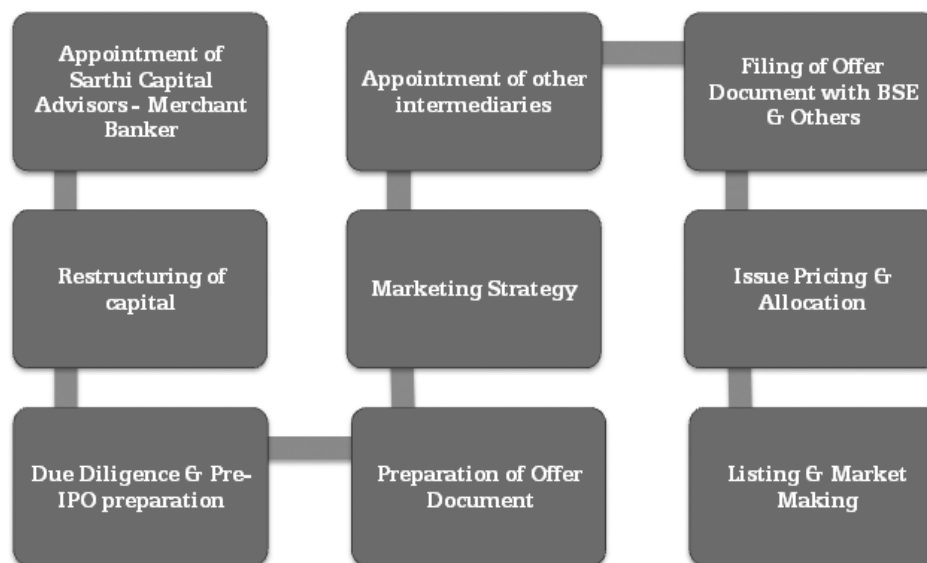 Appointment of
Sarthi Capital
Advisors - Merchant
Banker
Restructuring of
capital
Due Diligence & Pre-
IPO preparation
Preparation of Offer
Document
Marketing Strategy
Appointment of other
intermediaries
Filing of Offer
Document with BSE
& Others
Issue Pricing &
Allocation
Listing & Market
Making